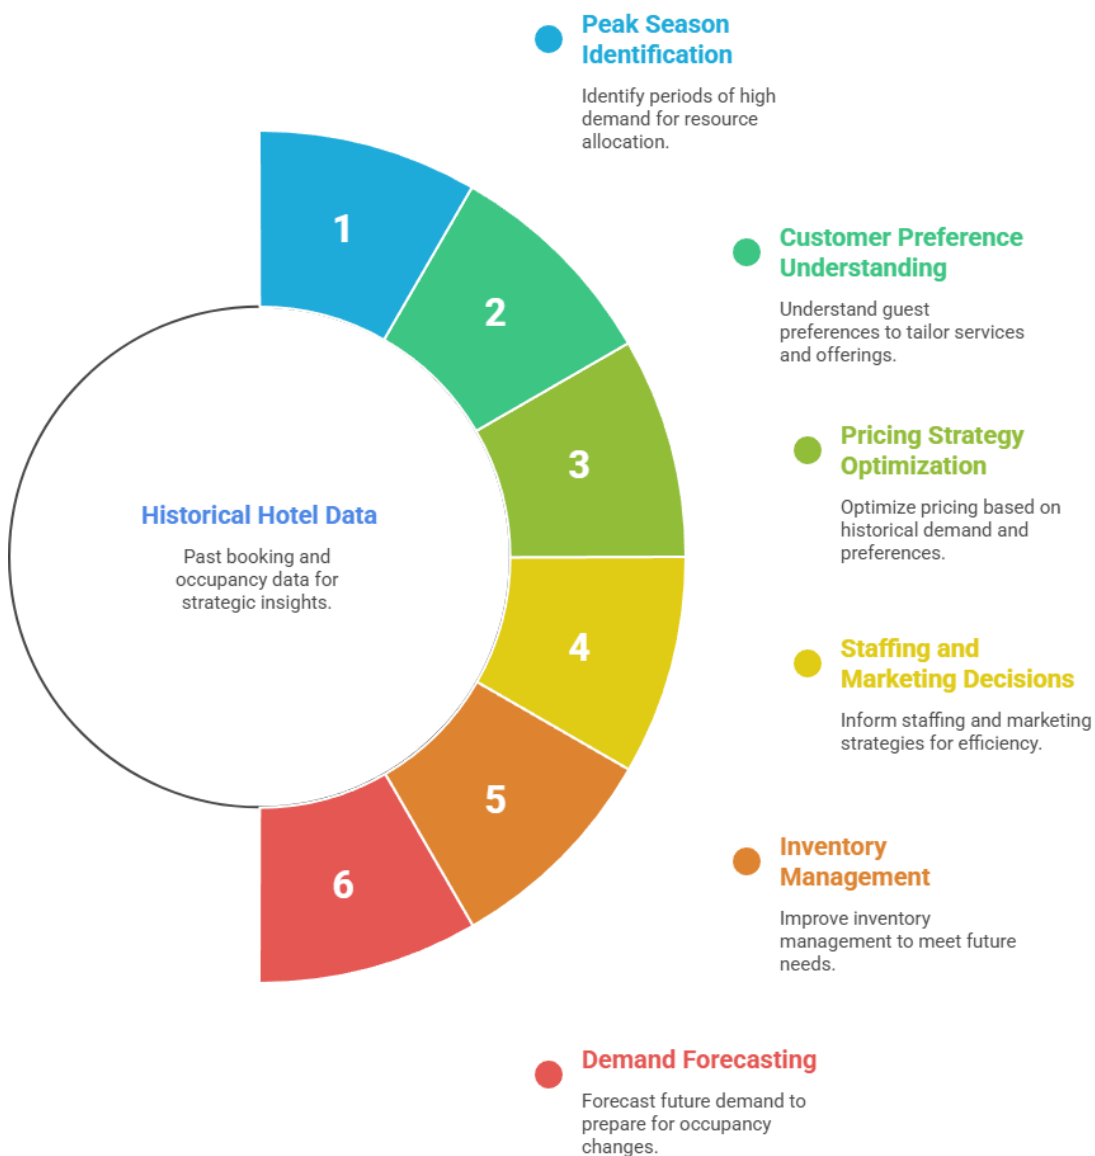 Peak Season
Identification
Identify periods of high
demand for resource
allocation.
1
Customer Preference
Understanding
Understand guest
preferences to tailor services
and offerings.
2
Pricing Strategy
Optimization
Optimize pricing based on
historical demand and
preferences.
3
Historical Hotel Data
Past booking and
occupancy data for
strategic insights.
Staffing and
Marketing Decisions
Inform staffing and marketing
strategies for efficiency.
4
Inventory
Management
Improve inventory
management to meet future
needs.
5
6
Demand Forecasting
Forecast future demand to
prepare for occupancy
changes.